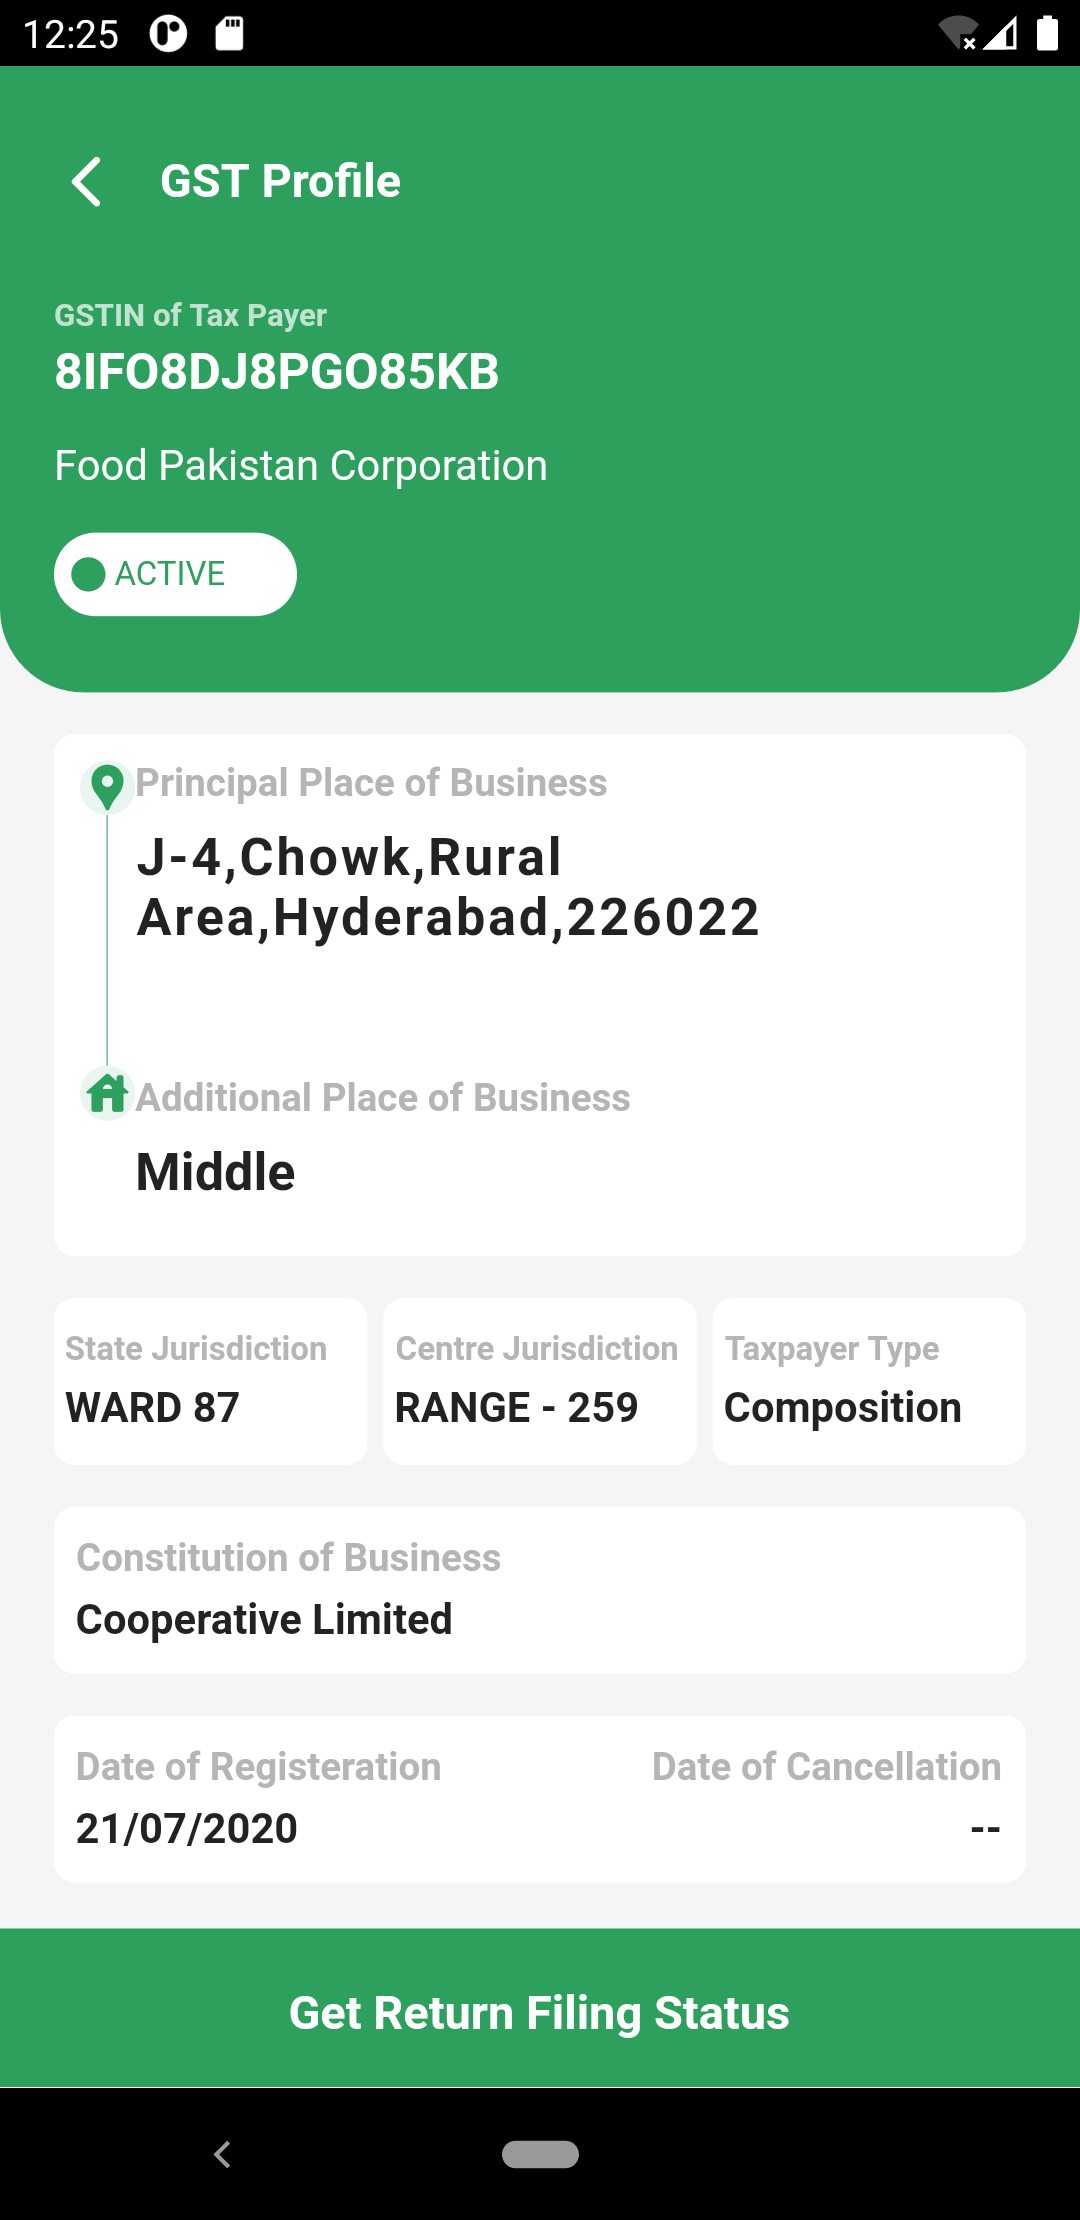 12:25
GST Profile
GSTIN of Tax Payer
8IFO8DJ8PGO85KB
Food Pakistan Corporation
ACTIVE
Principal Place of Business
J-4,Chowk,Rural
Area,Hyderabad,226022
Additional Place of Business
Middle
State Jurisdiction
WARD 87
Centre Jurisdiction
RANGE - 259
Taxpayer Type
Composition
Constitution of Business
Cooperative Limited
Date of Registeration
Date of Cancellation
21/07/2020
--
Get Return Filing Status